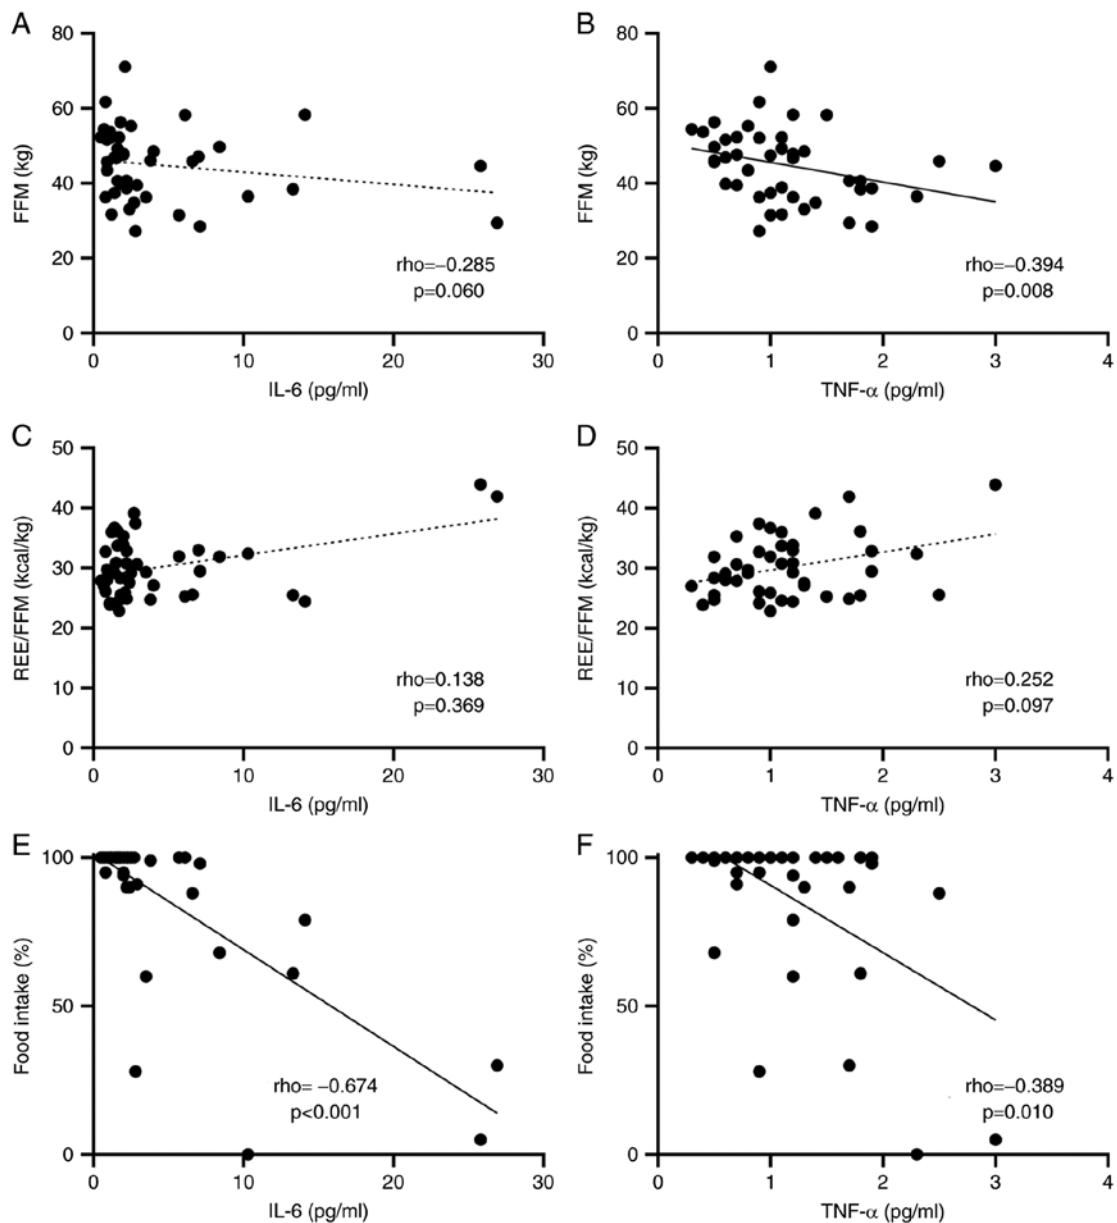 A
80
60
40
20
0
FFM (kg)
rho=−0.285
p=0.060
0 10 20 30
IL-6 (pg/ml)
B
80
60
40
20
0
FFM (kg)
rho=−0.394
p=0.008
0 1 2 3 4
TNF-α (pg/ml)
C
50
40
30
20
10
0
REE/FFM (kcal/kg)
rho=0.138
p=0.369
0 10 20 30
IL-6 (pg/ml)
D
50
40
30
20
10
0
REE/FFM (kcal/kg)
rho=0.252
p=0.097
0 1 2 3 4
TNF-α (pg/ml)
E
100
50
0
Food intake (%)
rho= −0.674
p<0.001
0 10 20 30
IL-6 (pg/ml)
F
100
50
0
Food intake (%)
rho=−0.389
p=0.010
0 1 2 3 4
TNF-α (pg/ml)